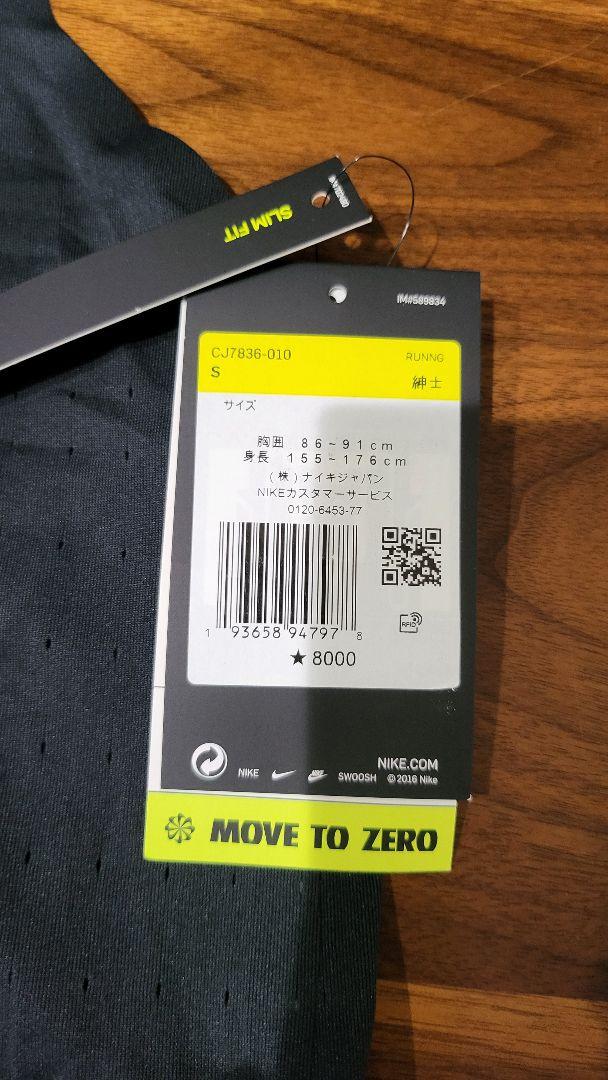 SLIM FIT
IM#589834
CJ7836-010
RUNNG
S
紳士
サイズ
胸囲 86~91cm
身長 155~176cm
(株)ナイキジャパン
NIKEカスタマーサービス
0120-6453-77
RFID
1 93658 94797 8
★8000
NIKE.COM
NIKE SWOOSH ©2016 Nike
MOVE TO ZERO